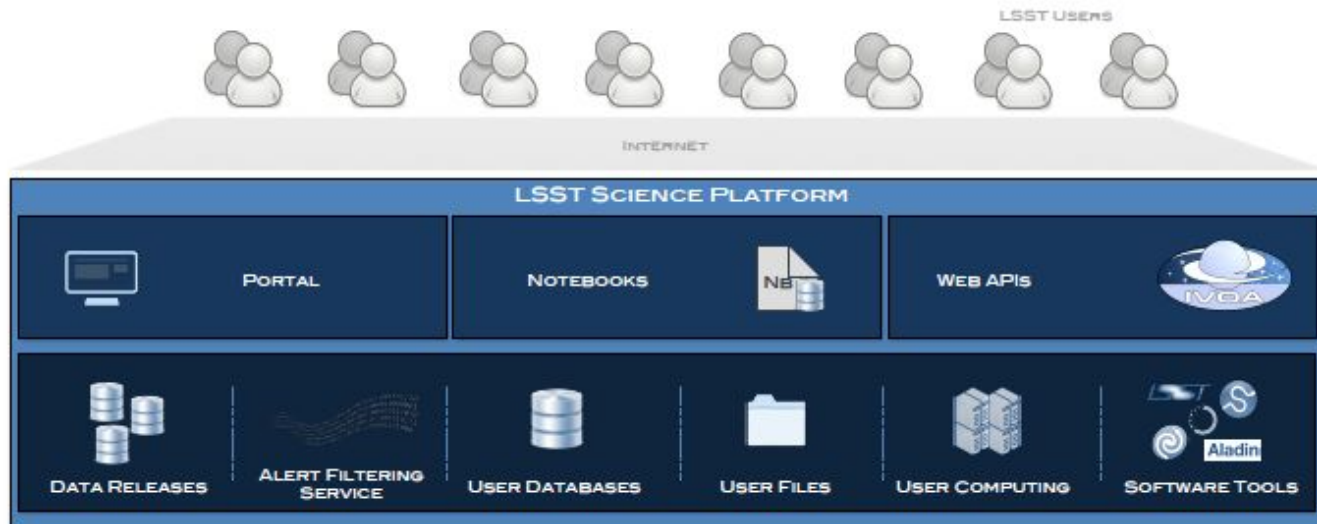 LSST Users
Internet
LSST Science Platform
Portal
Notebooks
NB
Web APIs
IVOA
Data Releases
Alert Filtering
Service
User Databases
User Files
User Computing
LSST
Aladin
Software Tools